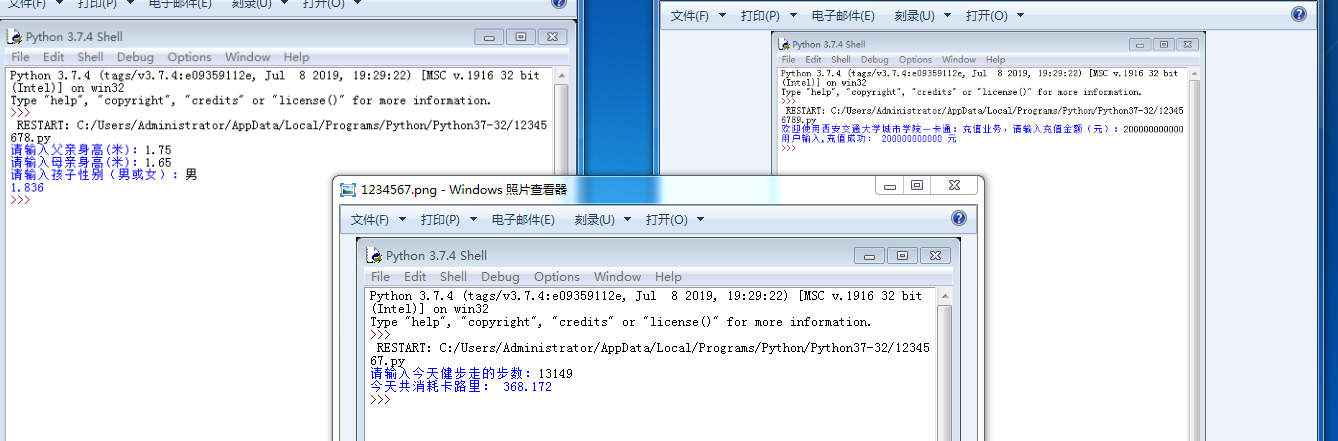 文件(F) 打印(P) 电子邮件(E) 刻录(U) 打开(O)
Python 3.7.4 Shell
File Edit Shell Debug Options Window Help
Python 3.7.4 (tags/v3.7.4:e09359112e, Jul  8 2019, 19:29:22) [MSC v.1916 32 bit
(Intel)] on win32
Type "help", "copyright", "credits" or "license()" for more information.
>>>
RESTART: C:/Users/Administrator/AppData/Local/Programs/Python/Python37-32/12345
678.py
请输入父亲身高(米): 1.75
请输入母亲身高(米): 1.65
请输入孩子性别（男或女）: 男
1.836
>>>
文件(F) 打印(P) 电子邮件(E) 刻录(U) 打开(O)
Python 3.7.4 Shell
File Edit Shell Debug Options Window Help
Python 3.7.4 (tags/v3.7.4:e09359112e, Jul  8 2019, 19:29:22) [MSC v.1916 32 bit
(Intel)] on win32
Type "help", "copyright", "credits" or "license()" for more information.
>>>
RESTART: C:/Users/Administrator/AppData/Local/Programs/Python/Python37-32/12345
6789.py
欢迎使用西安交通大学城市学院一卡通: 充值业务，请输入充值金额（元）: 200000000000
用户输入,充值成功: 200000000000 元
>>>
1234567.png - Windows 照片查看器
文件(F) 打印(P) 电子邮件(E) 刻录(U) 打开(O)
Python 3.7.4 Shell
File Edit Shell Debug Options Window Help
Python 3.7.4 (tags/v3.7.4:e09359112e, Jul  8 2019, 19:29:22) [MSC v.1916 32 bit
(Intel)] on win32
Type "help", "copyright", "credits" or "license()" for more information.
>>>
RESTART: C:/Users/Administrator/AppData/Local/Programs/Python/Python37-32/12345
67.py
请输入今天健步走的步数: 13149
今天共消耗卡路里: 368.172
>>>